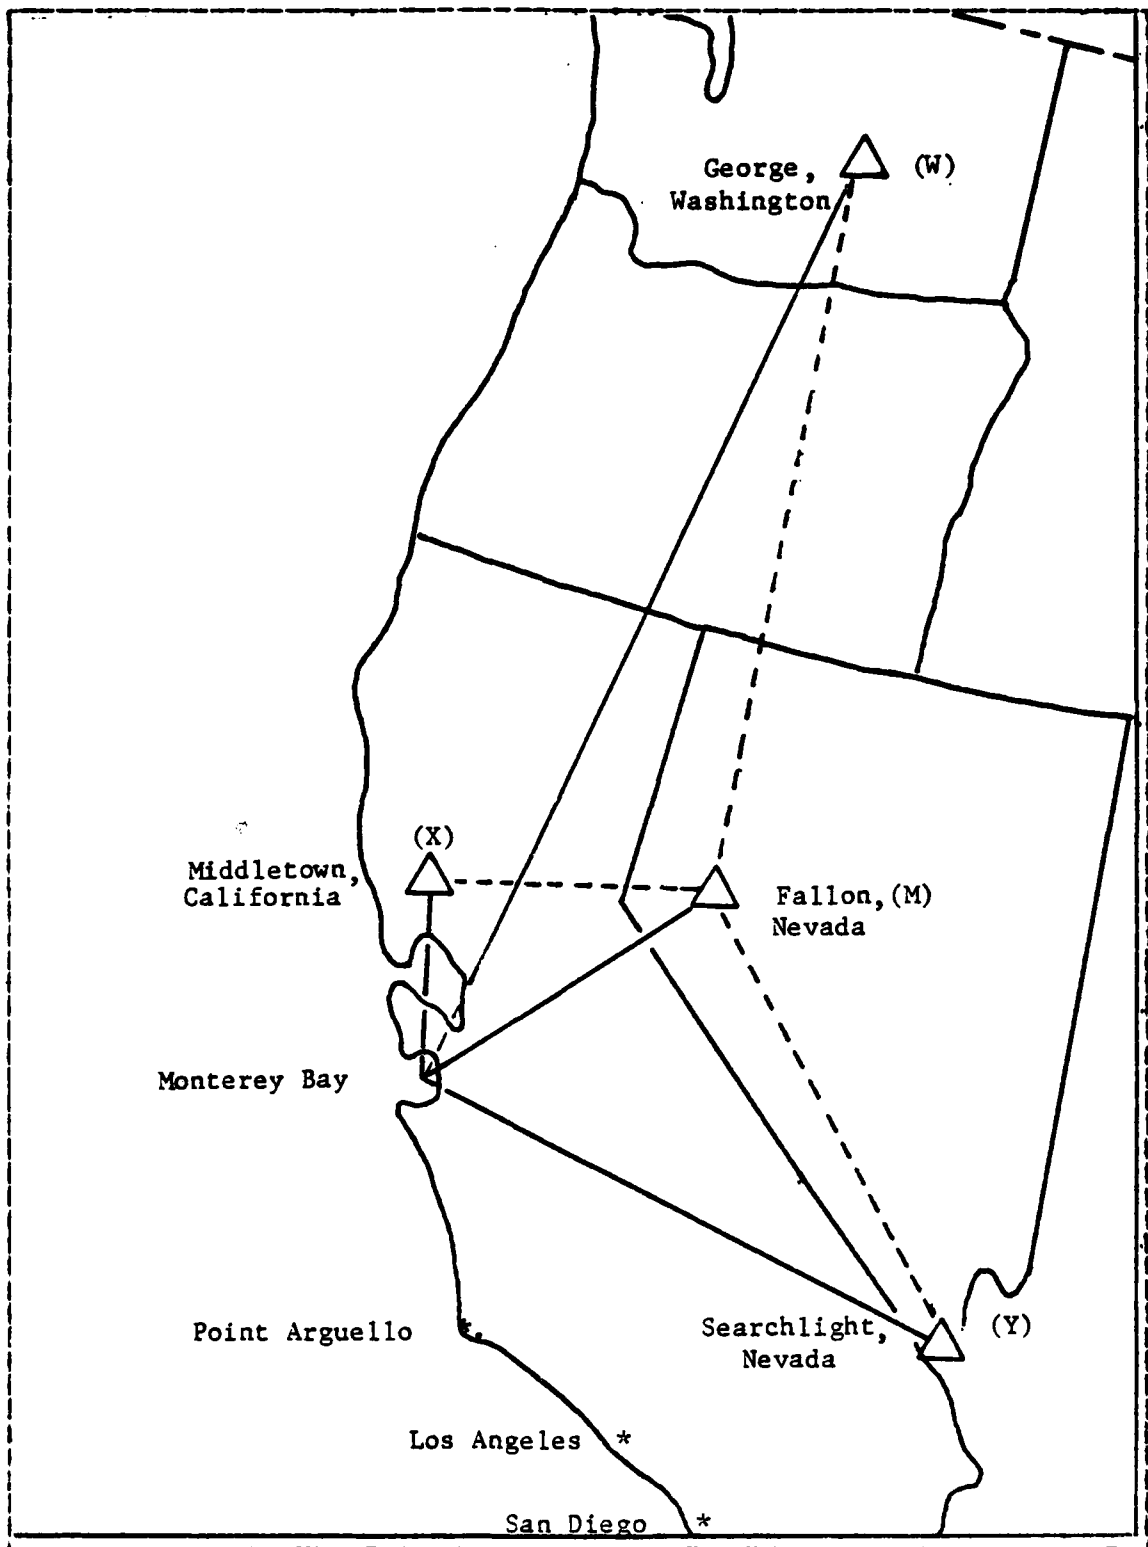 George, (W)
Washington
(X)
Middletown,
California
Fallon, (M)
Nevada
Monterey Bay
Point Arguello *.
Searchlight, (Y)
Nevada
Los Angeles *
San Diego *